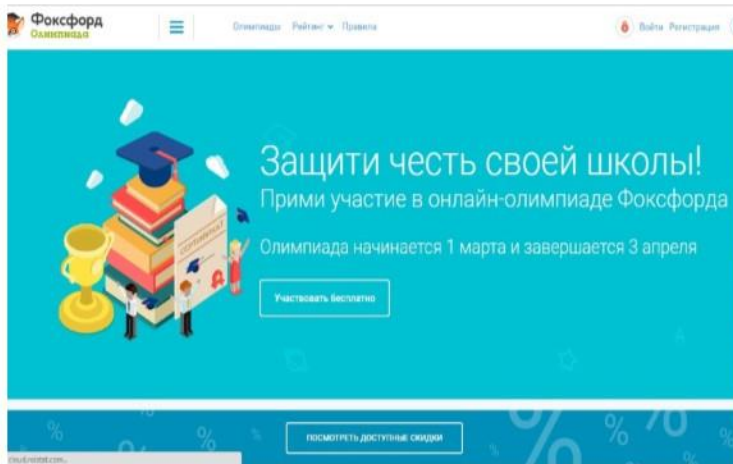 Фоксфорд
Олимпиада
Олимпиады Рейтинг Правила
Войти Регистрация
Защити честь своей школы!
Прими участие в онлайн-олимпиаде Фоксфорда
Олимпиада начинается 1 марта и завершается 3 апреля
СЕРТИФИКАТ
Участвовать бесплатно
% % % % % % %
ПОСМОТРЕТЬ ДОСТУПНЫЕ СКИДКИ